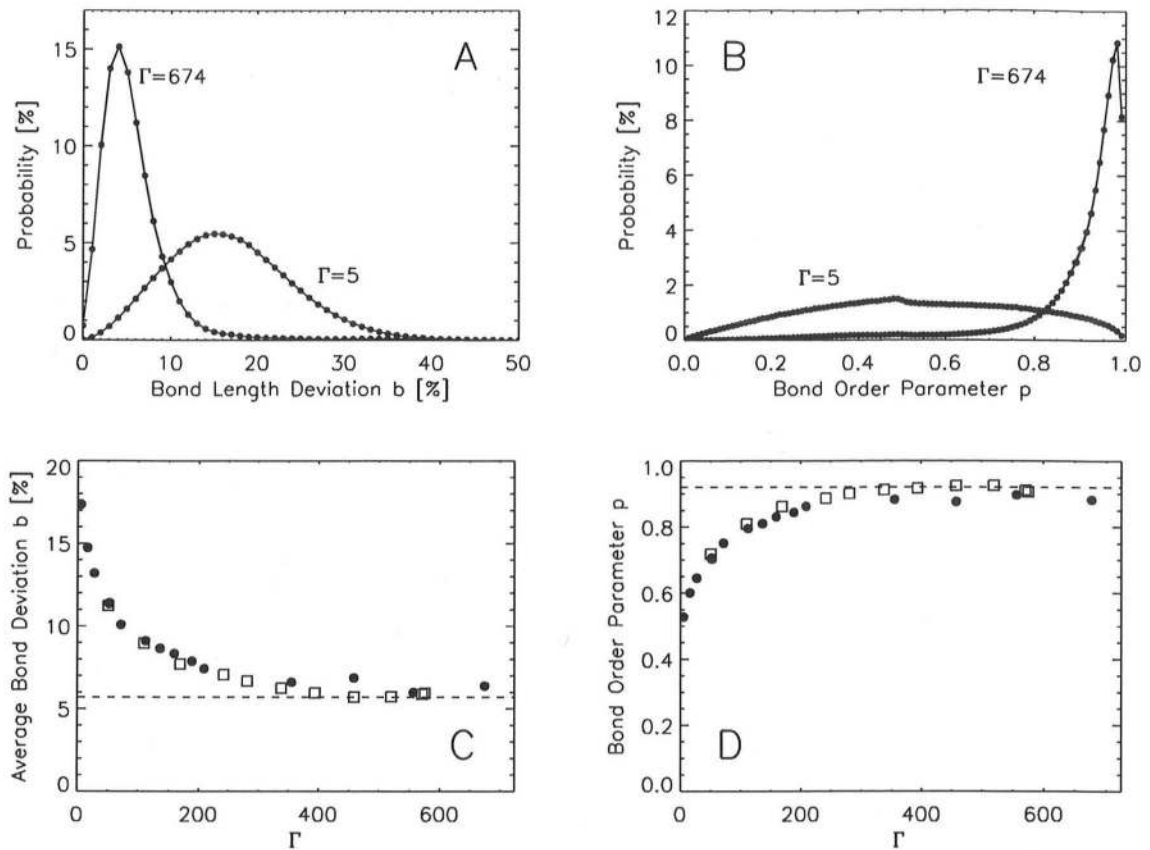 A
Γ=674
Γ=5
Probability [%]
15
10
5
0
0
10
20
30
40
50
Bond Length Deviation b [%]
B
Γ=674
Γ=5
Probability [%]
12
10
8
6
4
2
0
0.0
0.2
0.4
0.6
0.8
1.0
Bond Order Parameter p
C
Average Bond Deviation b [%]
20
15
10
5
0
0
200
400
600
Γ
D
Bond Order Parameter p
1.0
0.8
0.6
0.4
0.2
0.0
0
200
400
600
Γ